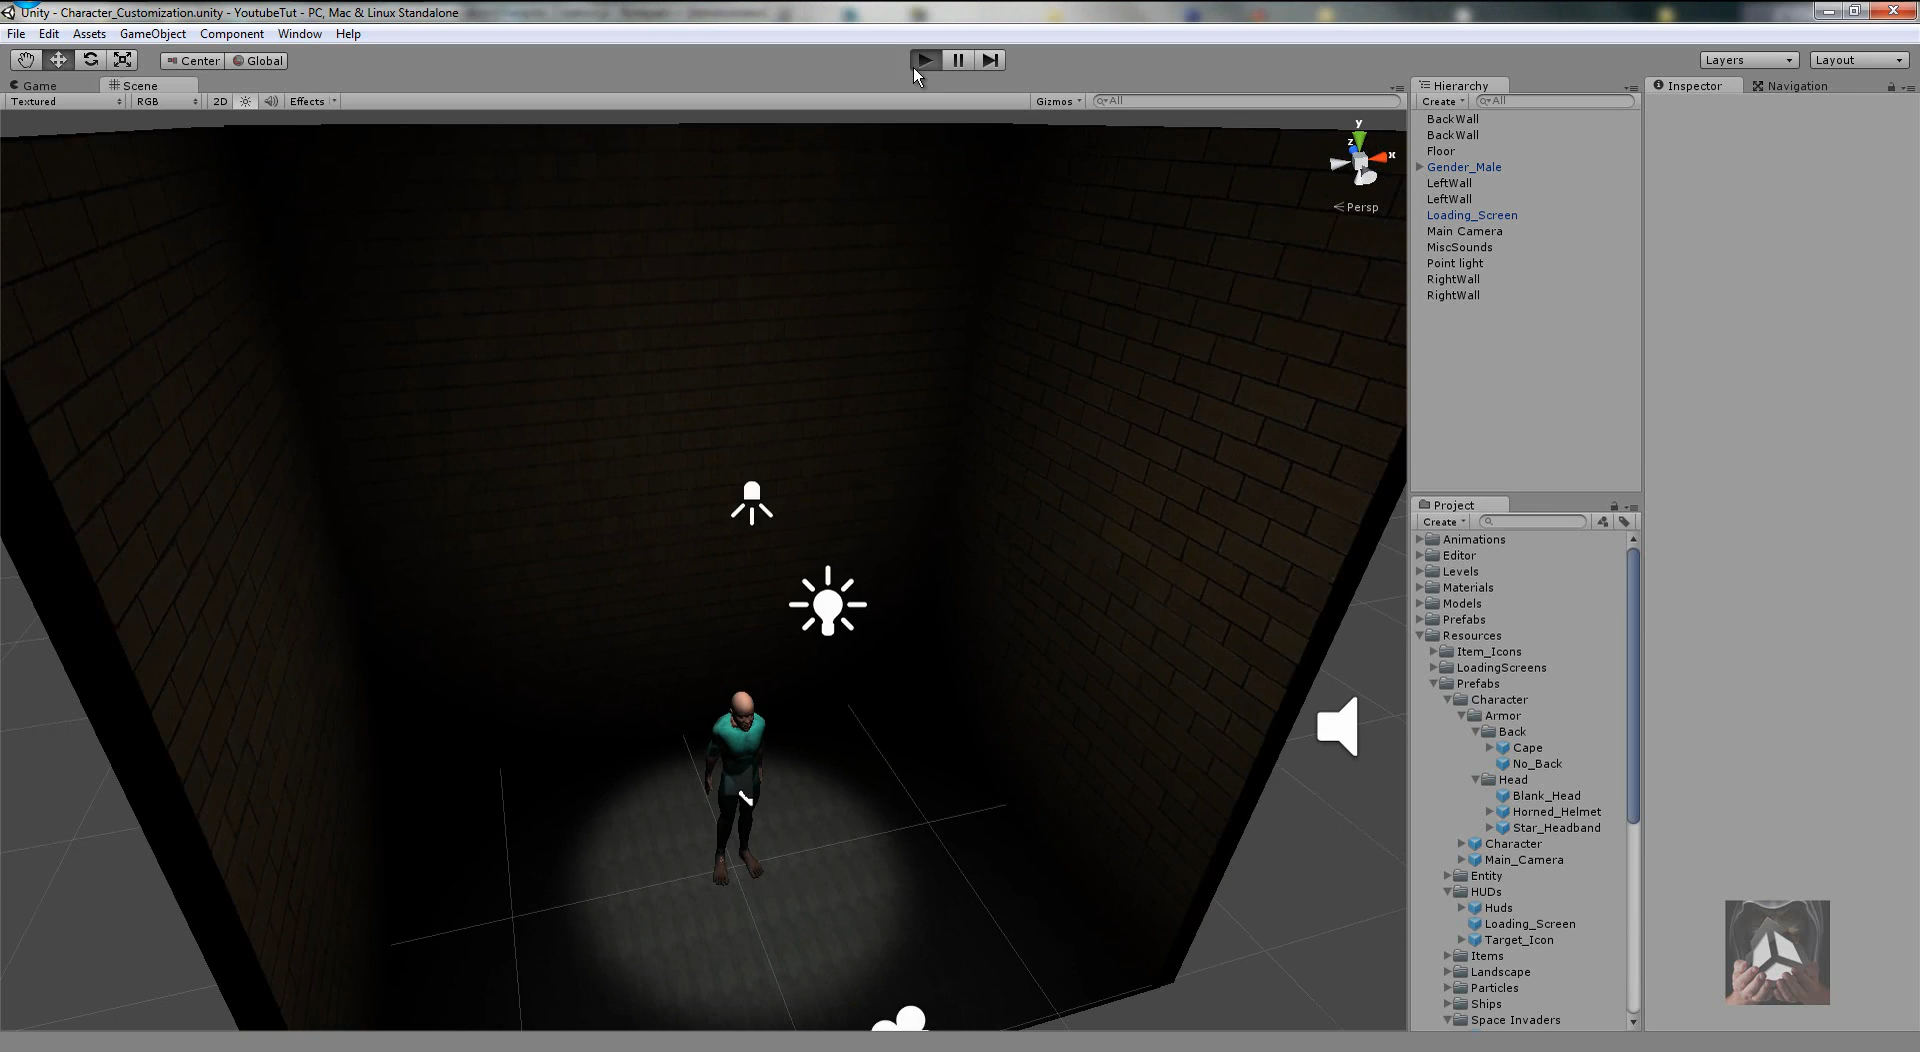 Unity - Character_Customization.unity - YoutubeTut - PC, Mac & Linux Standalone
File Edit Assets GameObject Component Window Help
Center Global Layers Layout
Game Scene
Textured RGB 2D Effects Gizmos All
y
z x
Persp
Hierarchy
Create All
BackWall
BackWall
Floor
Gender_Male
LeftWall
LeftWall
Loading_Screen
Main Camera
MiscSounds
Point light
RightWall
RightWall
Project
Create
Animations
Editor
Levels
Materials
Models
Prefabs
Resources
Item_Icons
LoadingScreens
Prefabs
Character
Armor
Back
Cape
No_Back
Head
Blank_Head
Horned_Helmet
Star_Headband
Character
Main_Camera
Entity
HUDs
Huds
Loading_Screen
Target_Icon
Items
Landscape
Particles
Ships
Space Invaders
Inspector Navigation